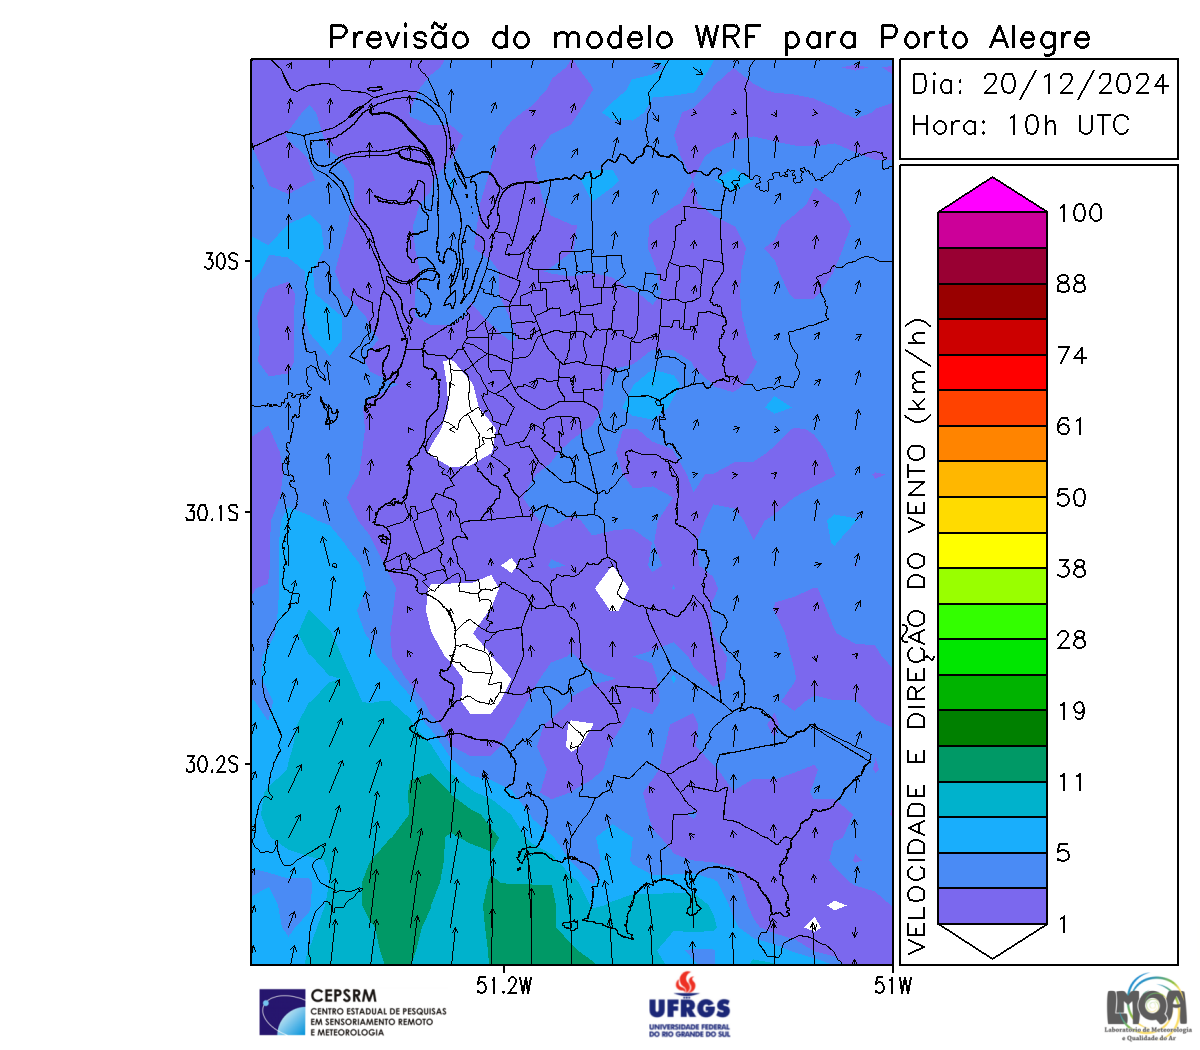 Previsão do modelo WRF para Porto Alegre
Dia: 20/12/2024
Hora: 10h UTC
30S
30.1S
30.2S
51.2W
51W
VELOCIDADE E DIREÇÃO DO VENTO (km/h)
100
88
74
61
50
38
28
19
11
5
1
CEPSRM
CENTRO ESTADUAL DE PESQUISAS
EM SENSORIAMENTO REMOTO
E METEOROLOGIA
UFRGS
UNIVERSIDADE FEDERAL
DO RIO GRANDE DO SUL
LMQA
Laboratório de Meteorologia
e Qualidade do Ar